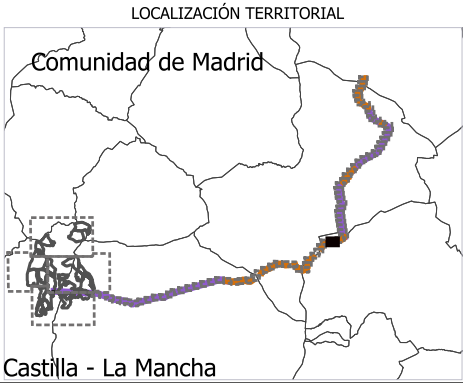 LOCALIZACIÓN TERRITORIAL
Comunidad de Madrid
Castilla - La Mancha